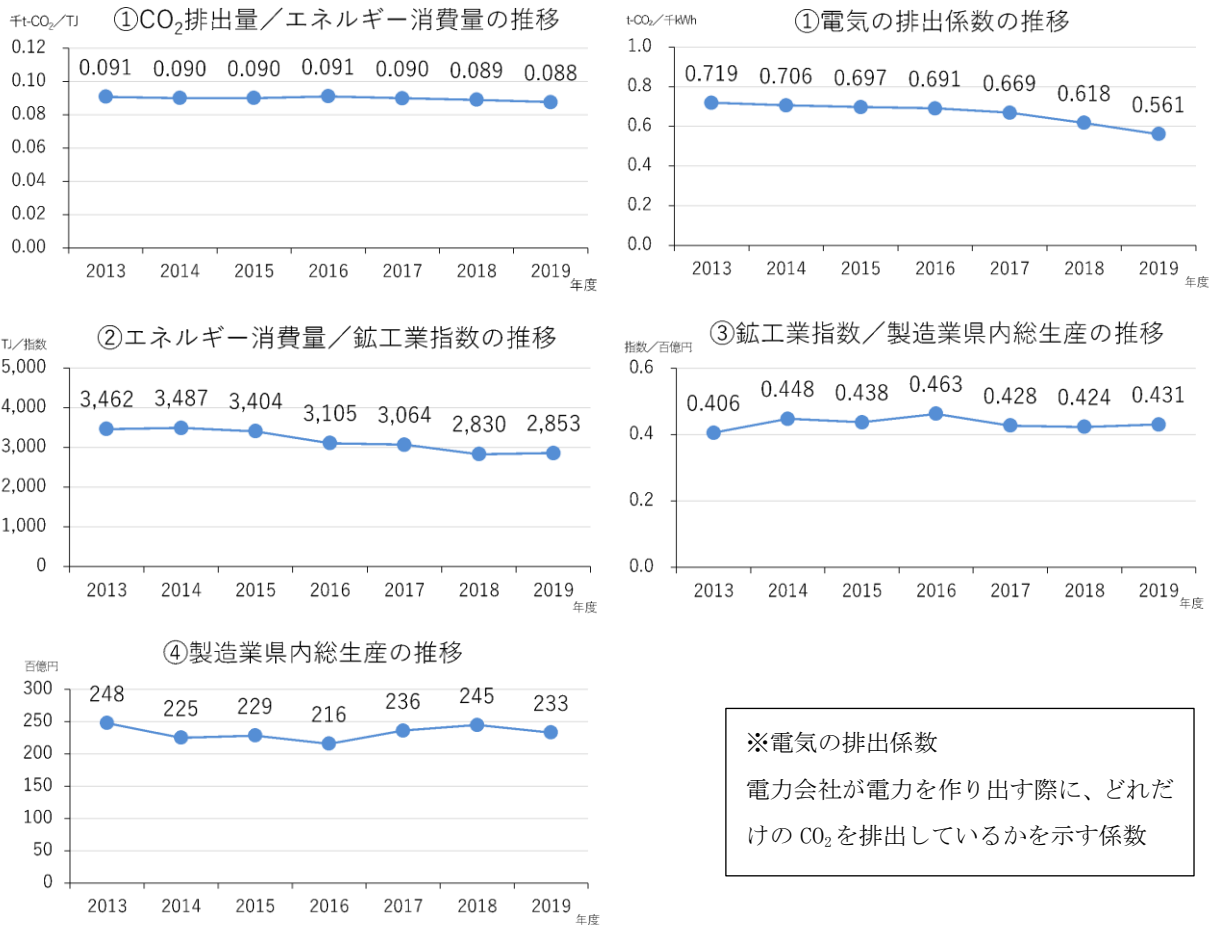 ①CO₂排出量／エネルギー消費量の推移
千t-CO₂／TJ
0.12
0.10
0.08
0.06
0.04
0.02
0.00
0.091 0.090 0.090 0.091 0.090 0.089 0.088
2013 2014 2015 2016 2017 2018 2019
年度
①電気の排出係数の推移
t-CO₂／千kWh
1.0
0.8
0.6
0.4
0.2
0.0
0.719 0.706 0.697 0.691 0.669 0.618 0.561
2013 2014 2015 2016 2017 2018 2019
年度
②エネルギー消費量／鉱工業指数の推移
TJ／指数
5,000
4,000
3,000
2,000
1,000
0
3,462 3,487 3,404 3,105 3,064 2,830 2,853
2013 2014 2015 2016 2017 2018 2019
年度
③鉱工業指数／製造業県内総生産の推移
指数／百億円
0.6
0.4
0.2
0.0
0.406 0.448 0.438 0.463 0.428 0.424 0.431
2013 2014 2015 2016 2017 2018 2019
年度
④製造業県内総生産の推移
百億円
300
250
200
150
100
50
0
248 225 229 216 236 245 233
2013 2014 2015 2016 2017 2018 2019
年度
※電気の排出係数
電力会社が電力を作り出す際に、どれだ
けの CO₂を排出しているかを示す係数